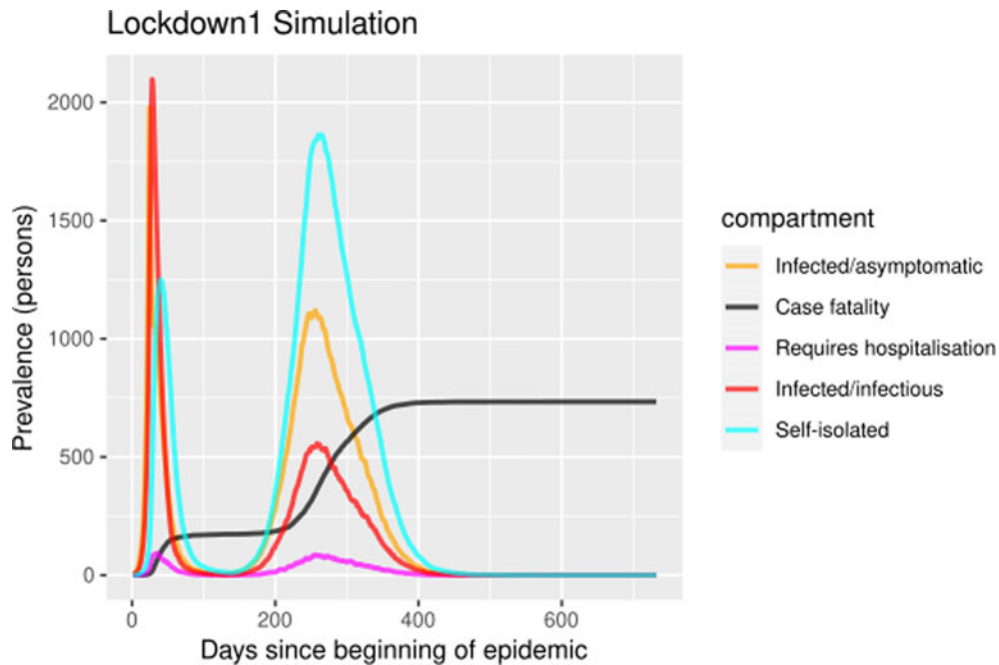 Lockdown1 Simulation
Prevalence (persons)
2000
1500
1000
500
0
0 200 400 600
Days since beginning of epidemic
compartment
Infected/asymptomatic
Case fatality
Requires hospitalisation
Infected/infectious
Self-isolated